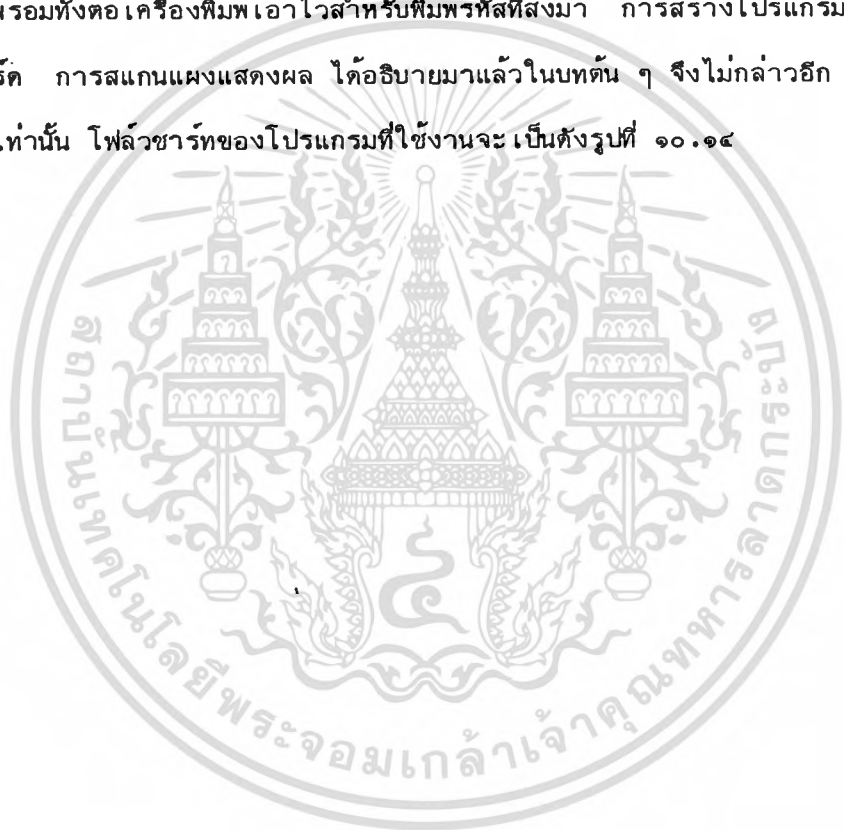 พรอมทั้งตอเครื่องพิมพเอาไวสำหรับพิมพรหัสที่สงมา การสรางโปรแกรม
ร์ค การสแกนแผงแสดงผล ได้อธิบายมาแล้วในบทต้น ๆ จึงไม่กล่าวอีก
เท่านั้น โฟล์วชาร์ทของโปรแกรมที่ใช้งานจะเป็นดังรูปที่ ๑๐.๑๔
สถาบันเทคโนโลยีพระจอมเกล้าเจ้าคุณทหารลาดกระบัง